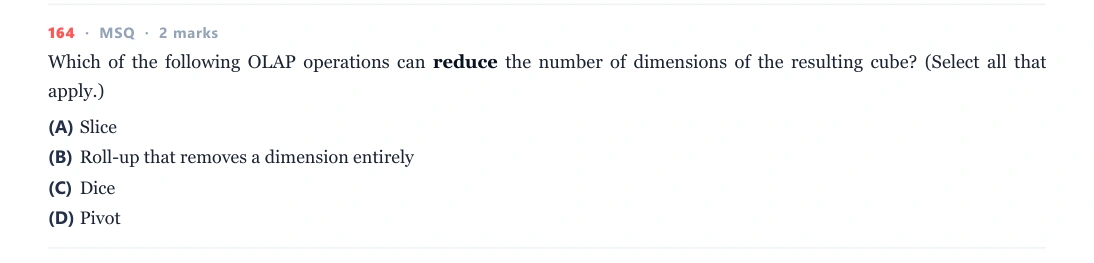 164 · MSQ · 2 marks
Which of the following OLAP operations can reduce the number of dimensions of the resulting cube? (Select all that
apply.)
(A) Slice
(B) Roll-up that removes a dimension entirely
(C) Dice
(D) Pivot